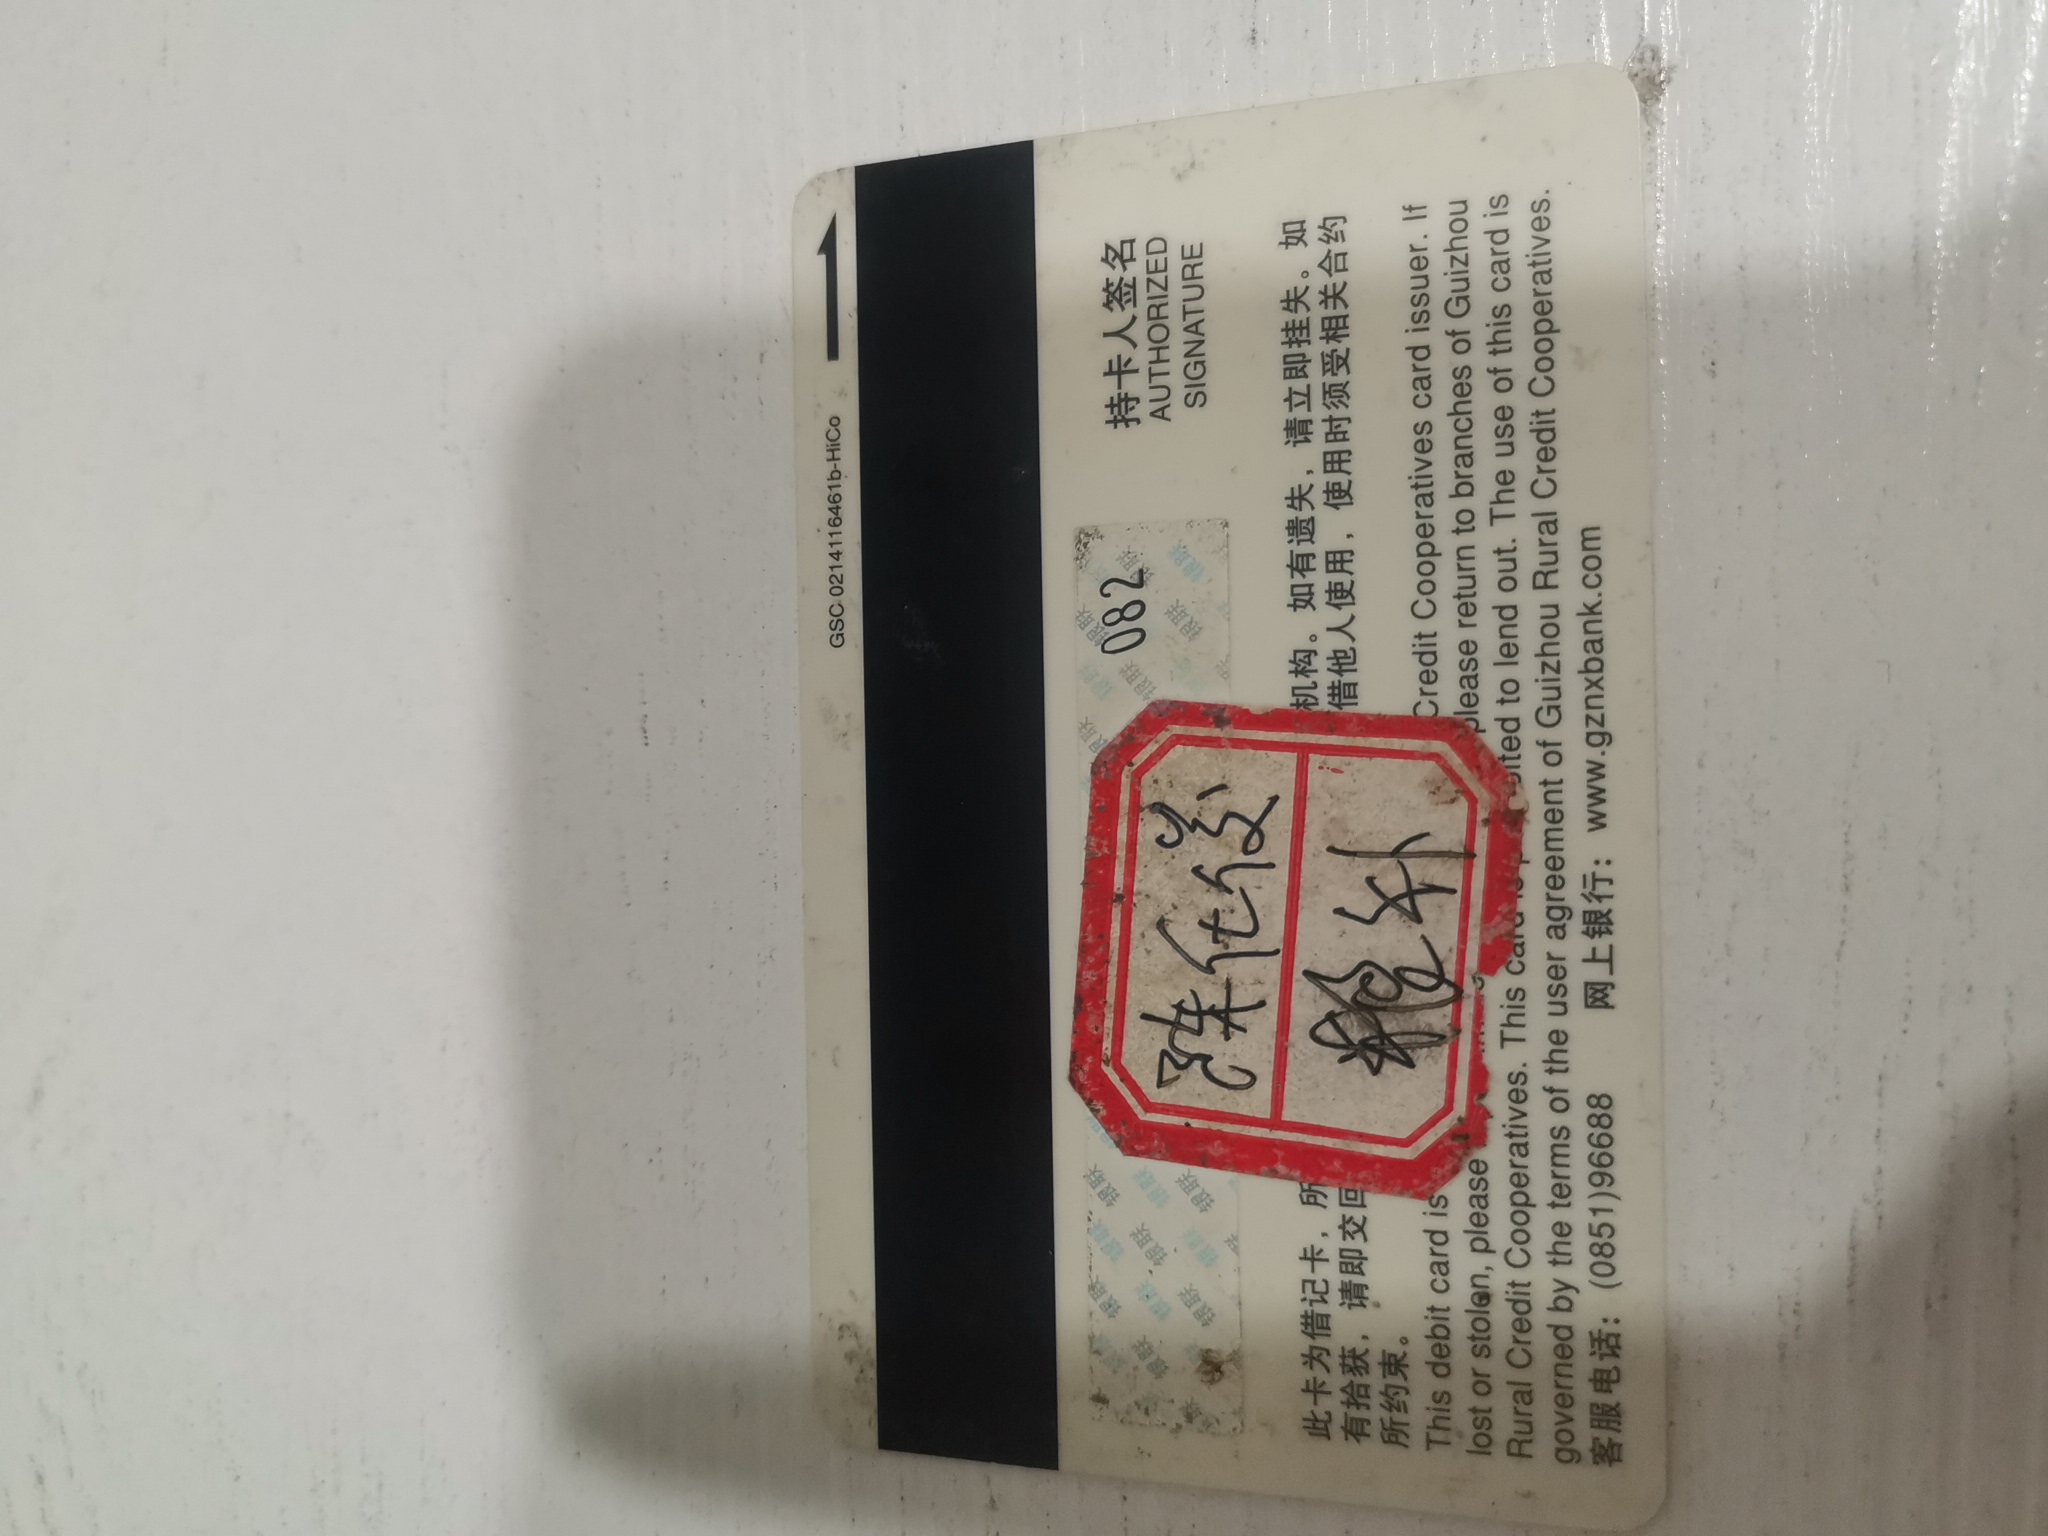 GSC 0214116461b-HiCo
持卡人签名
AUTHORIZED
SIGNATURE
银联
082
陈化
此卡为借记卡，所 机构。如有遗失，请立即挂失。如
有拾获，请即交回 借他人使用，使用时须受相关合约
所约束。
This debit card is Credit Cooperatives card issuer. If
lost or stolen, please please return to branches of Guizhou
Rural Credit Cooperatives. This card to lend out. The use of this card is
governed by the terms of the user agreement of Guizhou Rural Credit Cooperatives.
客服电话：(0851)96688 网上银行：www.gznxbank.com